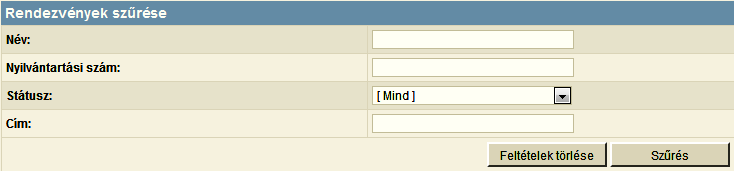 Rendezvények szűrése
Név:
Nyilvántartási szám:
Státusz:
[ Mind ]
Cím:
Feltételek törlése
Szűrés